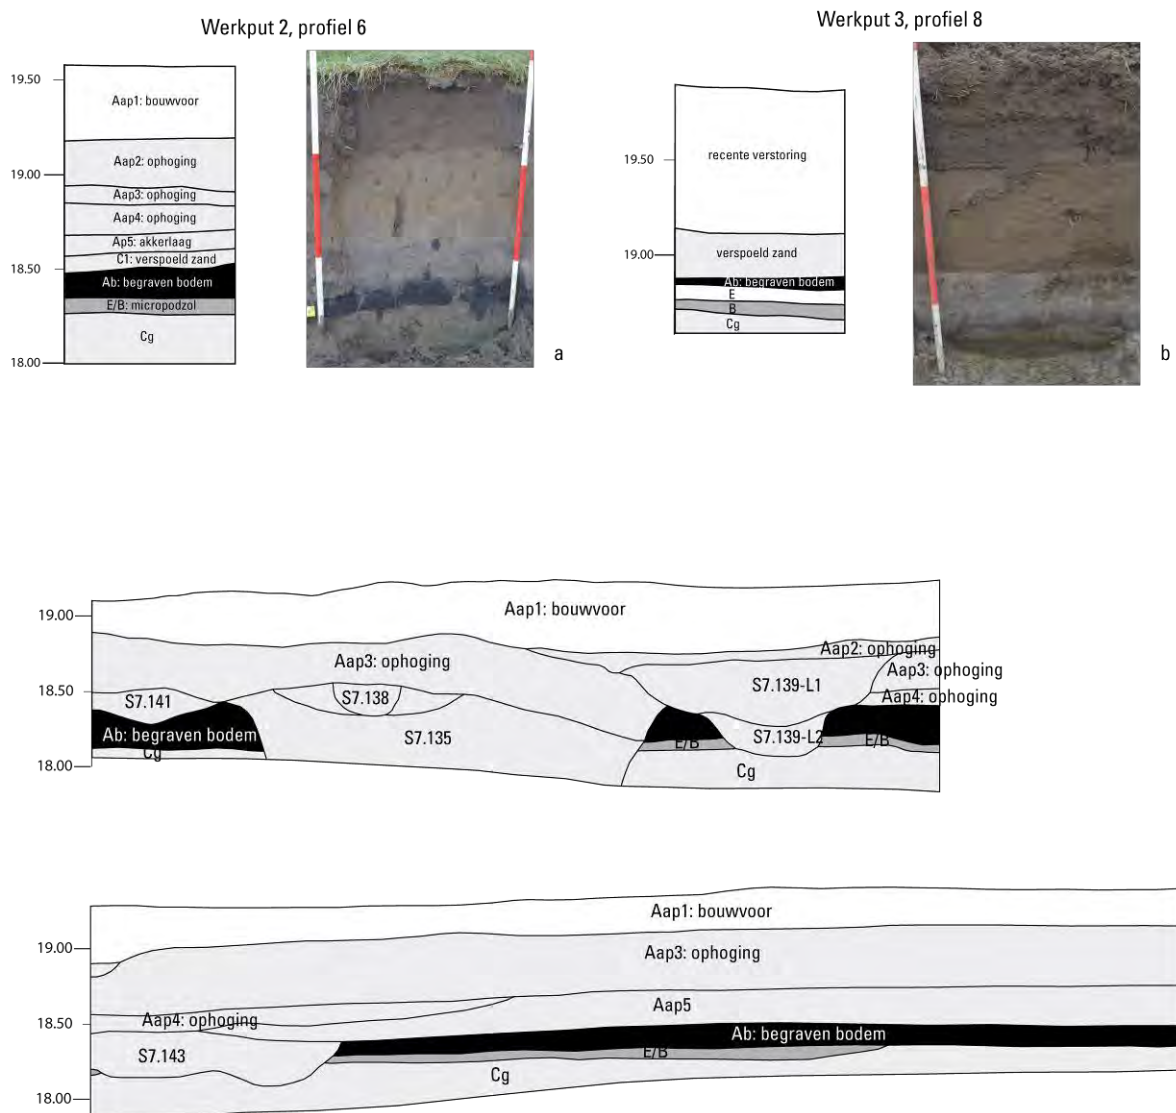 Werkput 2, profiel 6
19.50
Aap1: bouwvoor
Aap2: ophoging
19.00
Aap3: ophoging
Aap4: ophoging
Ap5: akkerlaag
C1: verspoeld zand
18.50
Ab: begraven bodem
E/B: micropodzol
Cg
18.00
a
Werkput 3, profiel 8
19.50
recente verstoring
19.00
verspoeld zand
Ab: begraven bodem
E
B
Cg
b
19.00
Aap1: bouwvoor
Aap2: ophoging
Aap3: ophoging
Aap3: ophoging
S7.139-L1
18.50
S7.141
S7.138
Aap4: ophoging
Ab: begraven bodem
S7.135
S7.139-L2
E/B
E/B
Cg
18.00
Cg
Aap1: bouwvoor
19.00
Aap3: ophoging
Aap5
18.50
Aap4: ophoging
Ab: begraven bodem
S7.143
E/B
Cg
18.00